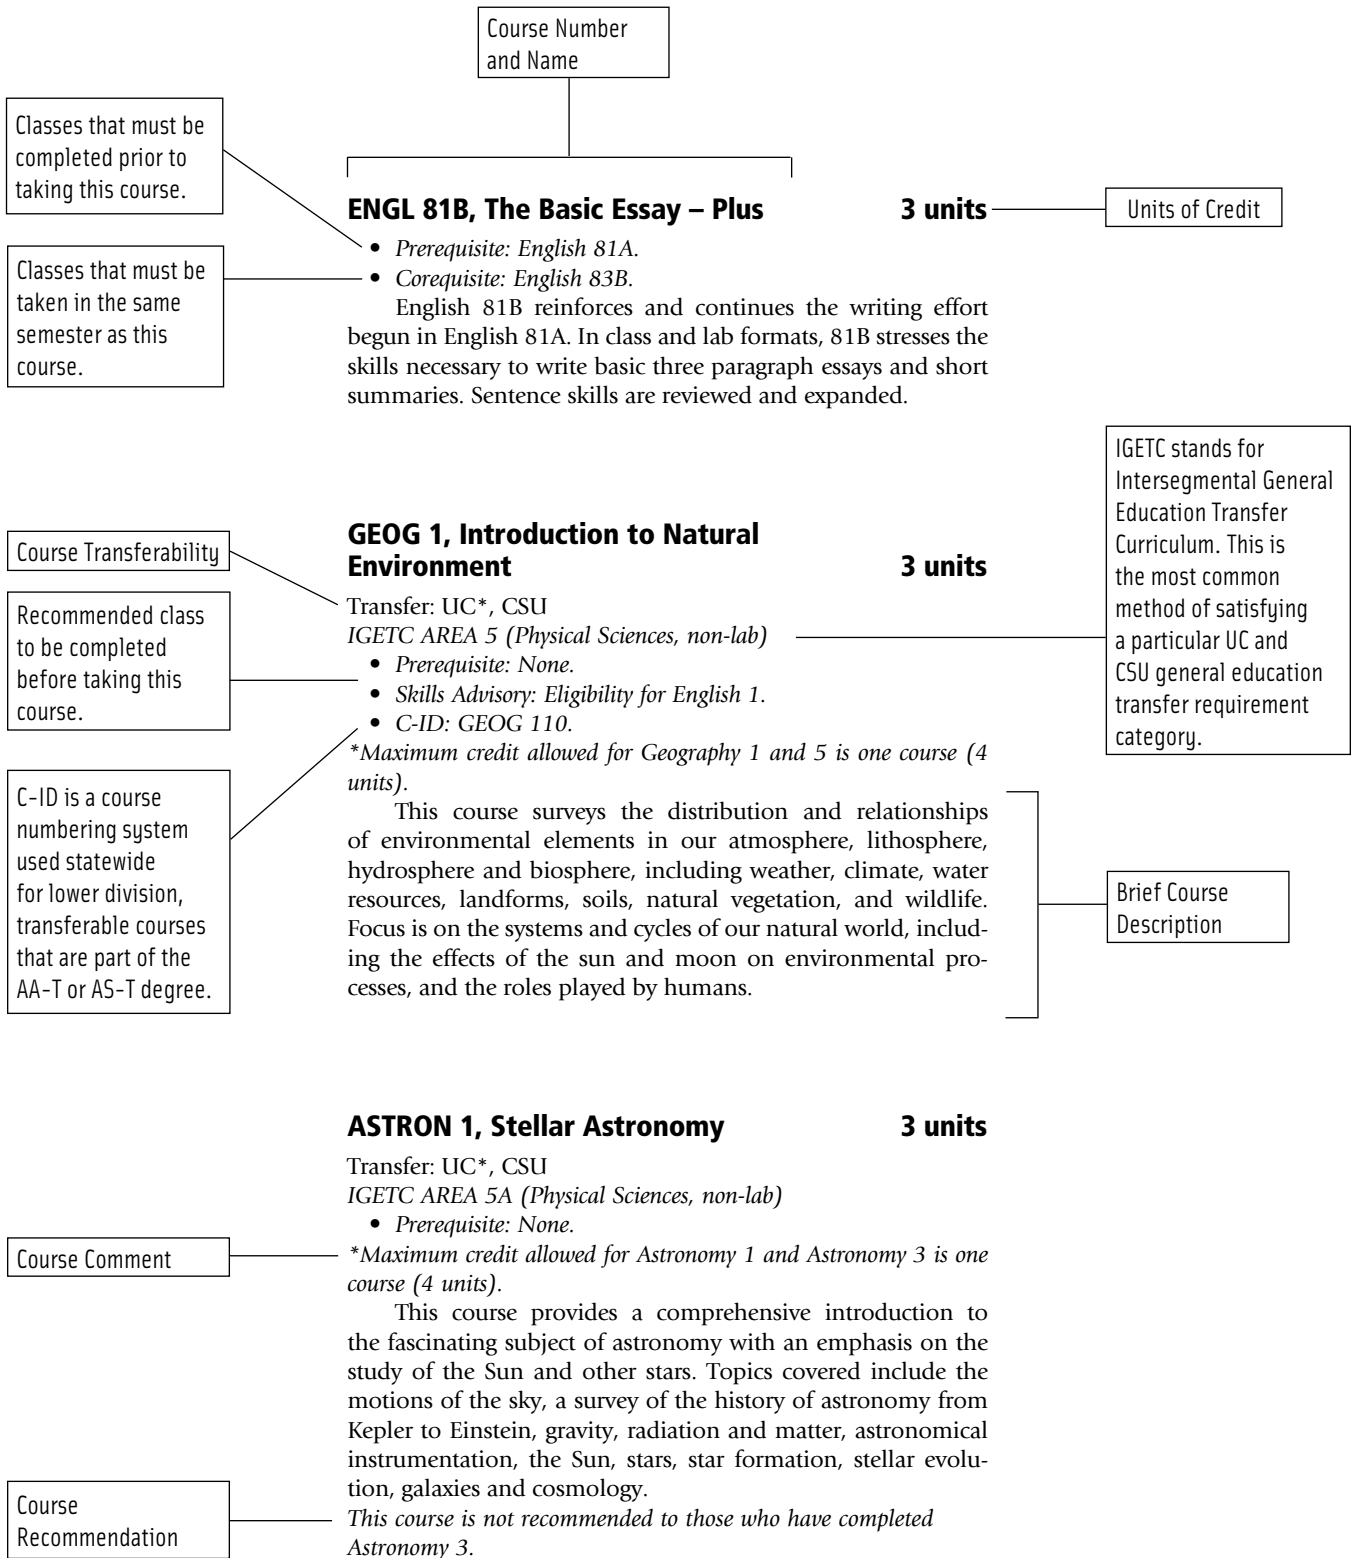 Course Number
and Name
Classes that must be
completed prior to
taking this course.
ENGL 81B, The Basic Essay – Plus 3 units
Units of Credit
• Prerequisite: English 81A.
• Corequisite: English 83B.
Classes that must be
taken in the same
semester as this
course.
English 81B reinforces and continues the writing effort
begun in English 81A. In class and lab formats, 81B stresses the
skills necessary to write basic three paragraph essays and short
summaries. Sentence skills are reviewed and expanded.
IGETC stands for
Intersegmental General
Education Transfer
Curriculum. This is
the most common
method of satisfying
a particular UC and
CSU general education
transfer requirement
category.
Course Transferability
Recommended class
to be completed
before taking this
course.
C-ID is a course
numbering system
used statewide
for lower division,
transferable courses
that are part of the
AA-T or AS-T degree.
GEOG 1, Introduction to Natural
Environment 3 units
Transfer: UC*, CSU
IGETC AREA 5 (Physical Sciences, non-lab)
• Prerequisite: None.
• Skills Advisory: Eligibility for English 1.
• C-ID: GEOG 110.
*Maximum credit allowed for Geography 1 and 5 is one course (4
units).
This course surveys the distribution and relationships
of environmental elements in our atmosphere, lithosphere,
hydrosphere and biosphere, including weather, climate, water
resources, landforms, soils, natural vegetation, and wildlife.
Focus is on the systems and cycles of our natural world, includ-
ing the effects of the sun and moon on environmental pro-
cesses, and the roles played by humans.
Brief Course
Description
ASTRON 1, Stellar Astronomy 3 units
Transfer: UC*, CSU
IGETC AREA 5A (Physical Sciences, non-lab)
• Prerequisite: None.
Course Comment
*Maximum credit allowed for Astronomy 1 and Astronomy 3 is one
course (4 units).
This course provides a comprehensive introduction to
the fascinating subject of astronomy with an emphasis on the
study of the Sun and other stars. Topics covered include the
motions of the sky, a survey of the history of astronomy from
Kepler to Einstein, gravity, radiation and matter, astronomical
instrumentation, the Sun, stars, star formation, stellar evolu-
tion, galaxies and cosmology.
Course
Recommendation
This course is not recommended to those who have completed
Astronomy 3.